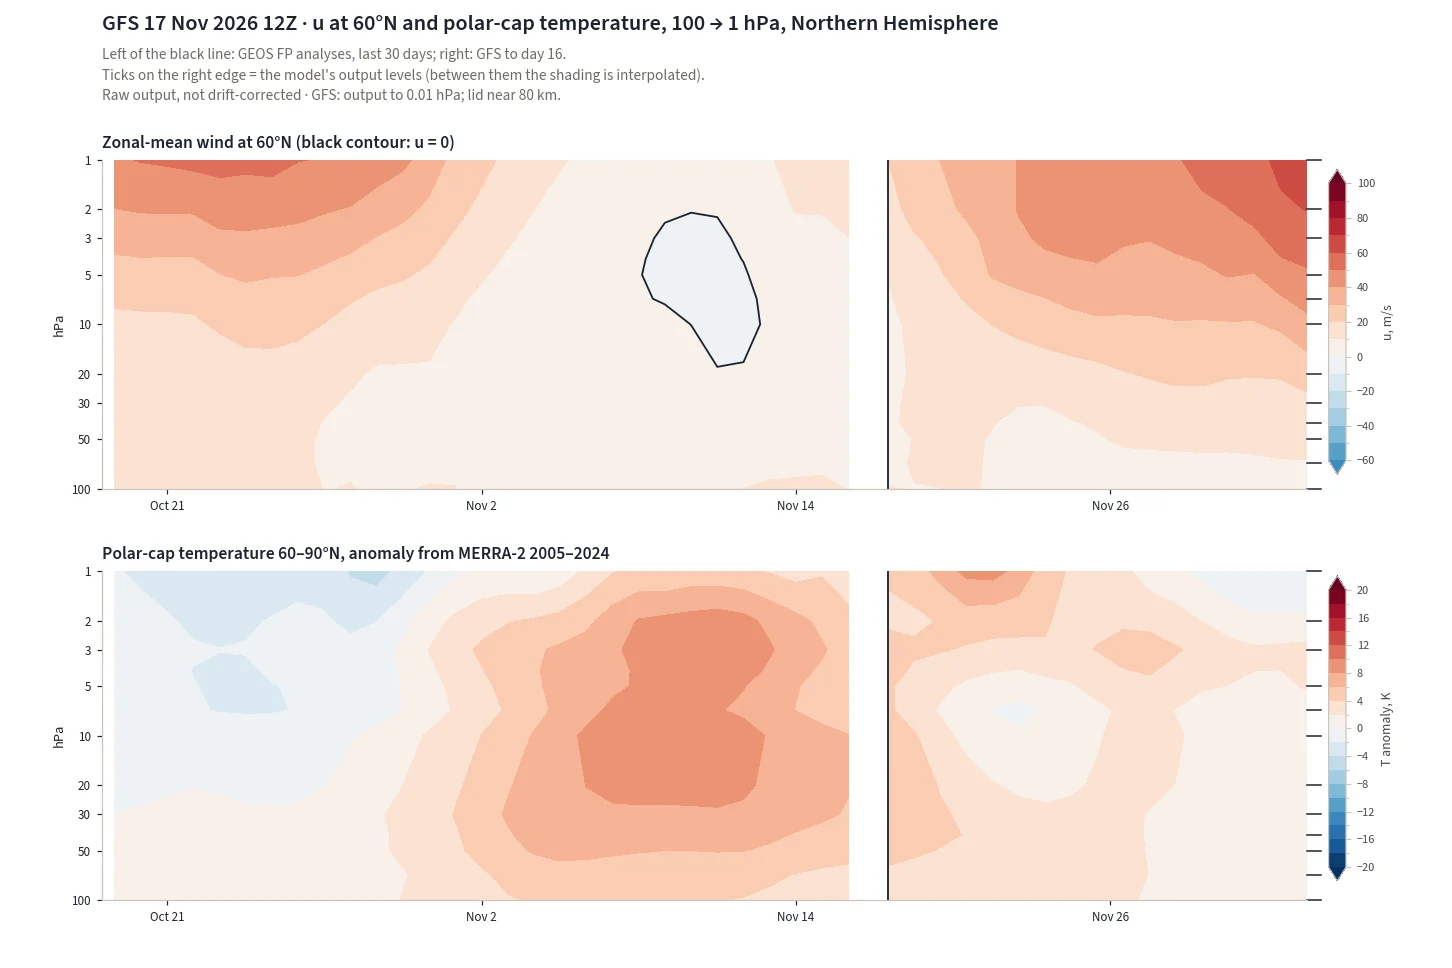 GFS 17 Nov 2026 12Z · u at 60°N and polar-cap temperature, 100 → 1 hPa, Northern Hemisphere
Left of the black line: GEOS FP analyses, last 30 days; right: GFS to day 16.
Ticks on the right edge = the model's output levels (between them the shading is interpolated).
Raw output, not drift-corrected · GFS: output to 0.01 hPa; lid near 80 km.
Zonal-mean wind at 60°N (black contour: u = 0)
1
2
3
5
10
20
30
50
100
hPa
Oct 21
Nov 2
Nov 14
Nov 26
100
80
60
40
20
0
−20
−40
−60
u, m/s
Polar-cap temperature 60–90°N, anomaly from MERRA-2 2005–2024
1
2
3
5
10
20
30
50
100
hPa
Oct 21
Nov 2
Nov 14
Nov 26
20
16
12
8
4
0
−4
−8
−12
−16
−20
T anomaly, K